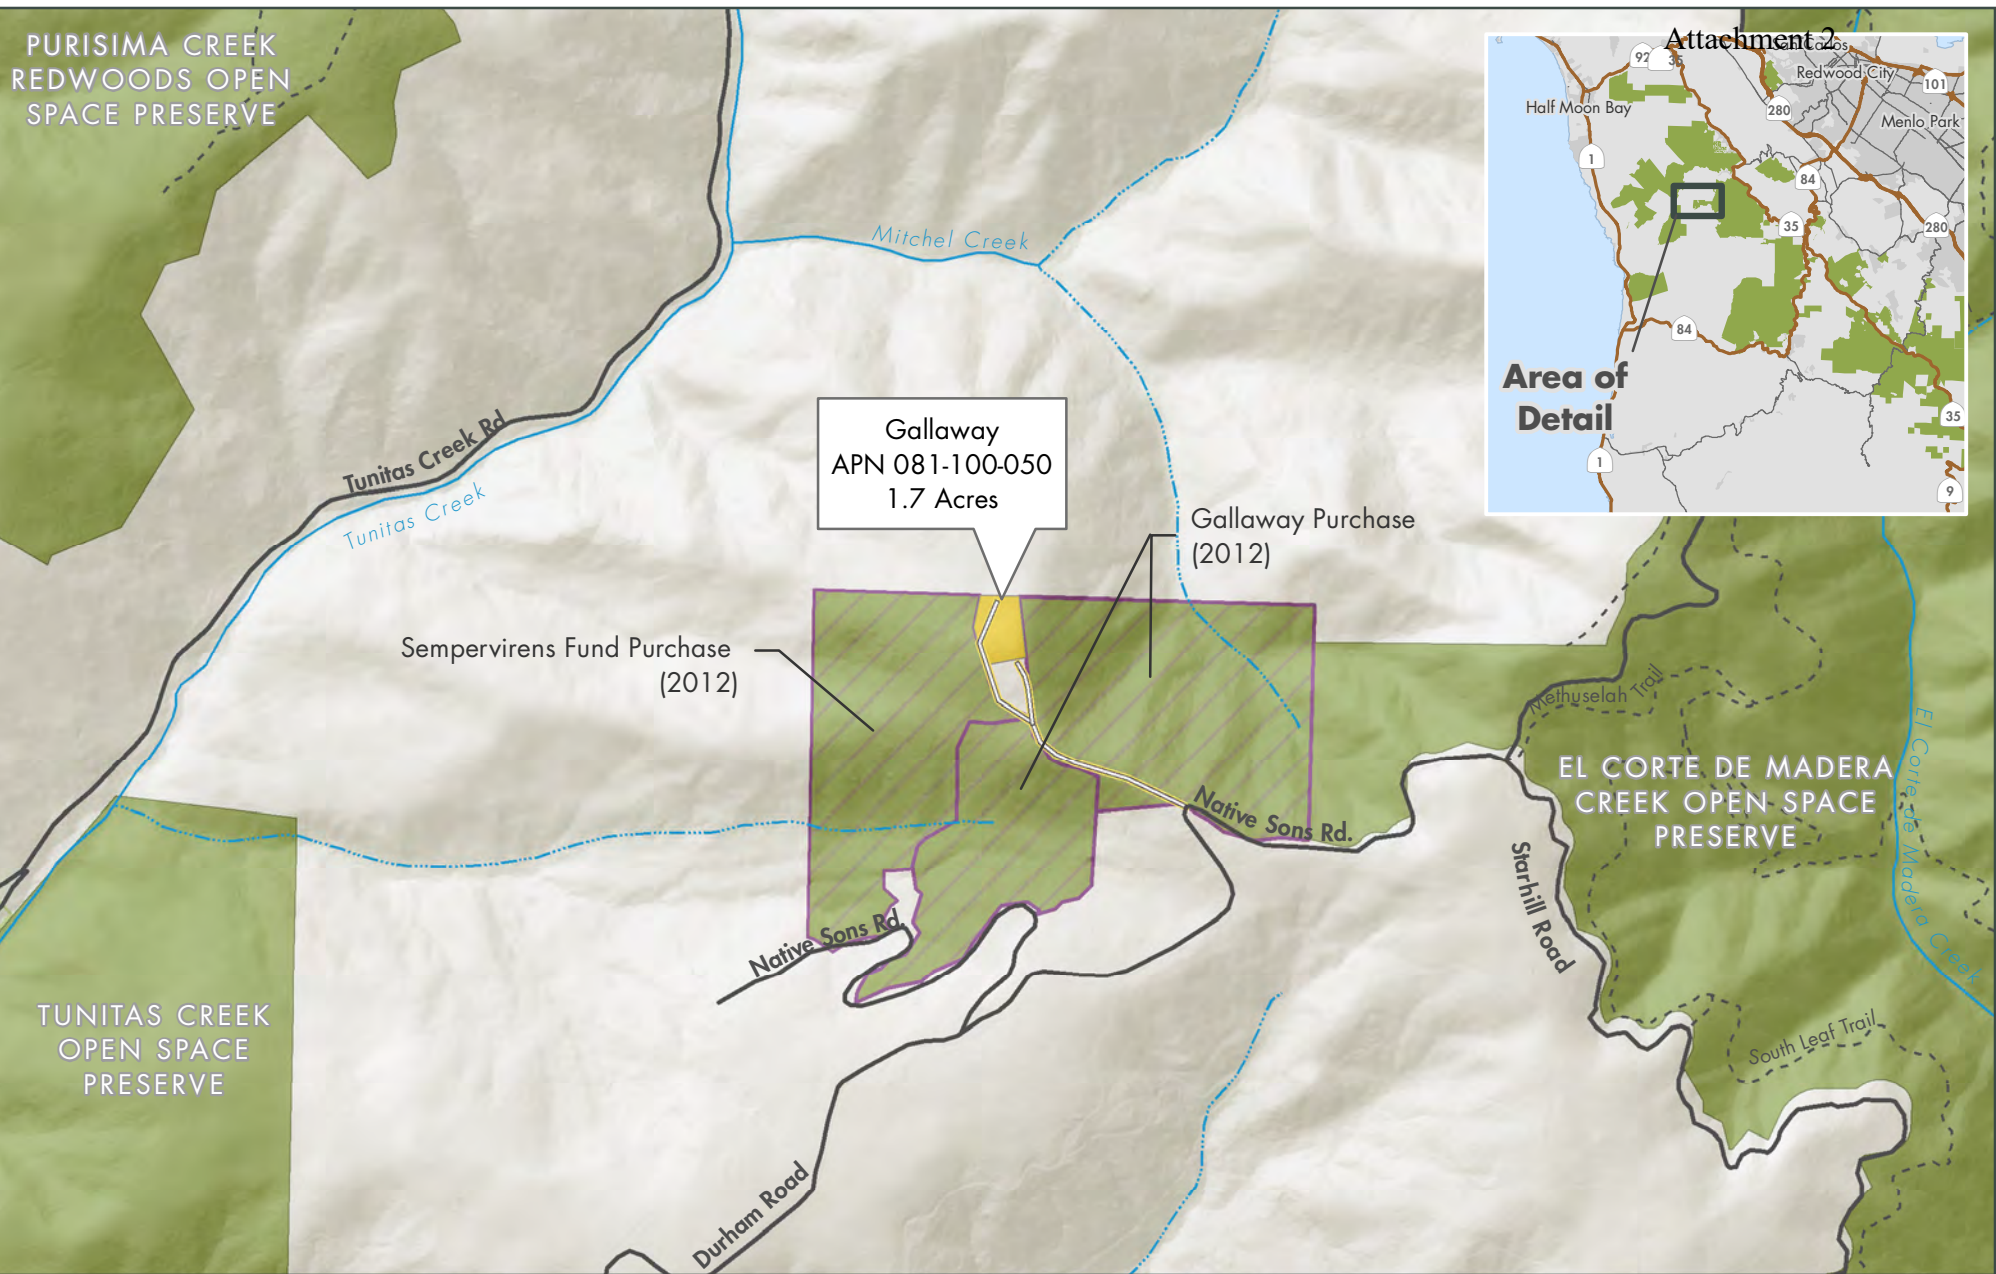 PURISIMA CREEK
REDWOODS OPEN
SPACE PRESERVE
Attachment 2
San Carlos
92
35
Redwood City
101
Half Moon Bay
280
Menlo Park
1
84
35
280
84
Area of
Detail
35
1
9
Mitchel Creek
Tunitas Creek Rd
Tunitas Creek
Gallaway
APN 081-100-050
1.7 Acres
Gallaway Purchase
(2012)
Sempervirens Fund Purchase
(2012)
Methuselah Trail
EL CORTE DE MADERA
CREEK OPEN SPACE
PRESERVE
El Corte de Madera Creek
Native Sons Rd.
Starhill Road
Native Sons Rd.
TUNITAS CREEK
OPEN SPACE
PRESERVE
South Leaf Trail
Durham Road